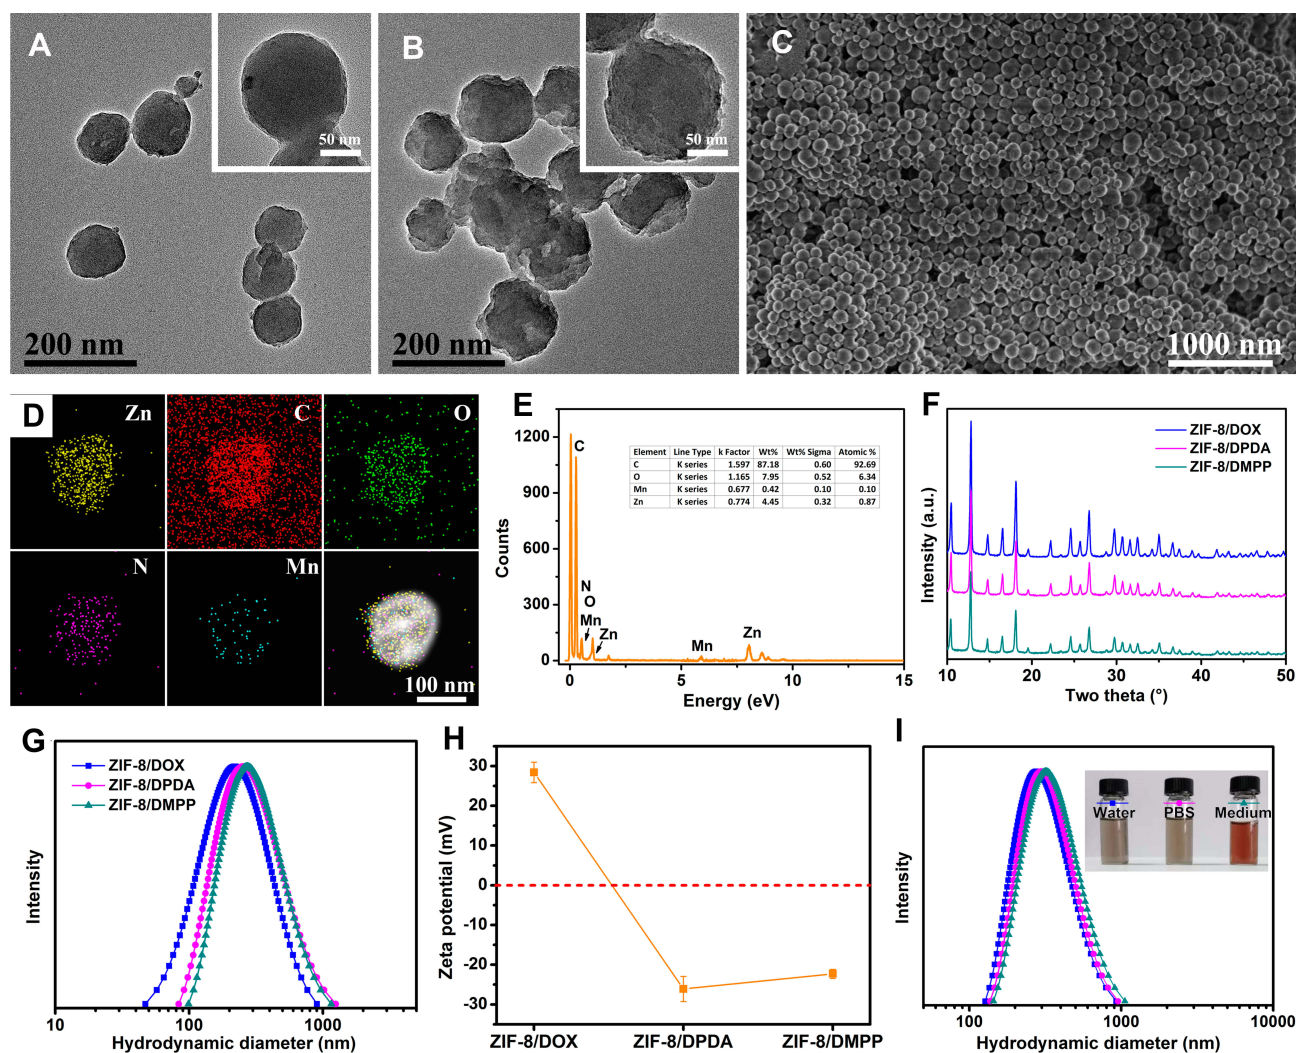 A
50 nm
200 nm
B
50 nm
200 nm
C
1000 nm
D
Zn
C
O
N
Mn
100 nm
E
1200
900
600
300
0
Counts
C
N
O
Mn
Zn
Mn
Zn
Element Line Type k Factor Wt% Wt% Sigma Atomic %
C K series 1.597 87.18 0.60 92.69
O K series 1.165 7.95 0.52 6.34
Mn K series 0.677 0.42 0.10 0.10
Zn K series 0.774 4.45 0.32 0.87
0 5 10 15
Energy (eV)
F
Intensity (a.u.)
ZIF-8/DOX
ZIF-8/DPDA
ZIF-8/DMPP
10 20 30 40 50
Two theta (°)
G
Intensity
ZIF-8/DOX
ZIF-8/DPDA
ZIF-8/DMPP
10 100 1000
Hydrodynamic diameter (nm)
H
Zeta potential (mV)
30
20
10
0
-10
-20
-30
ZIF-8/DOX ZIF-8/DPDA ZIF-8/DMPP
I
Intensity
Water PBS Medium
100 1000 10000
Hydrodynamic diameter (nm)